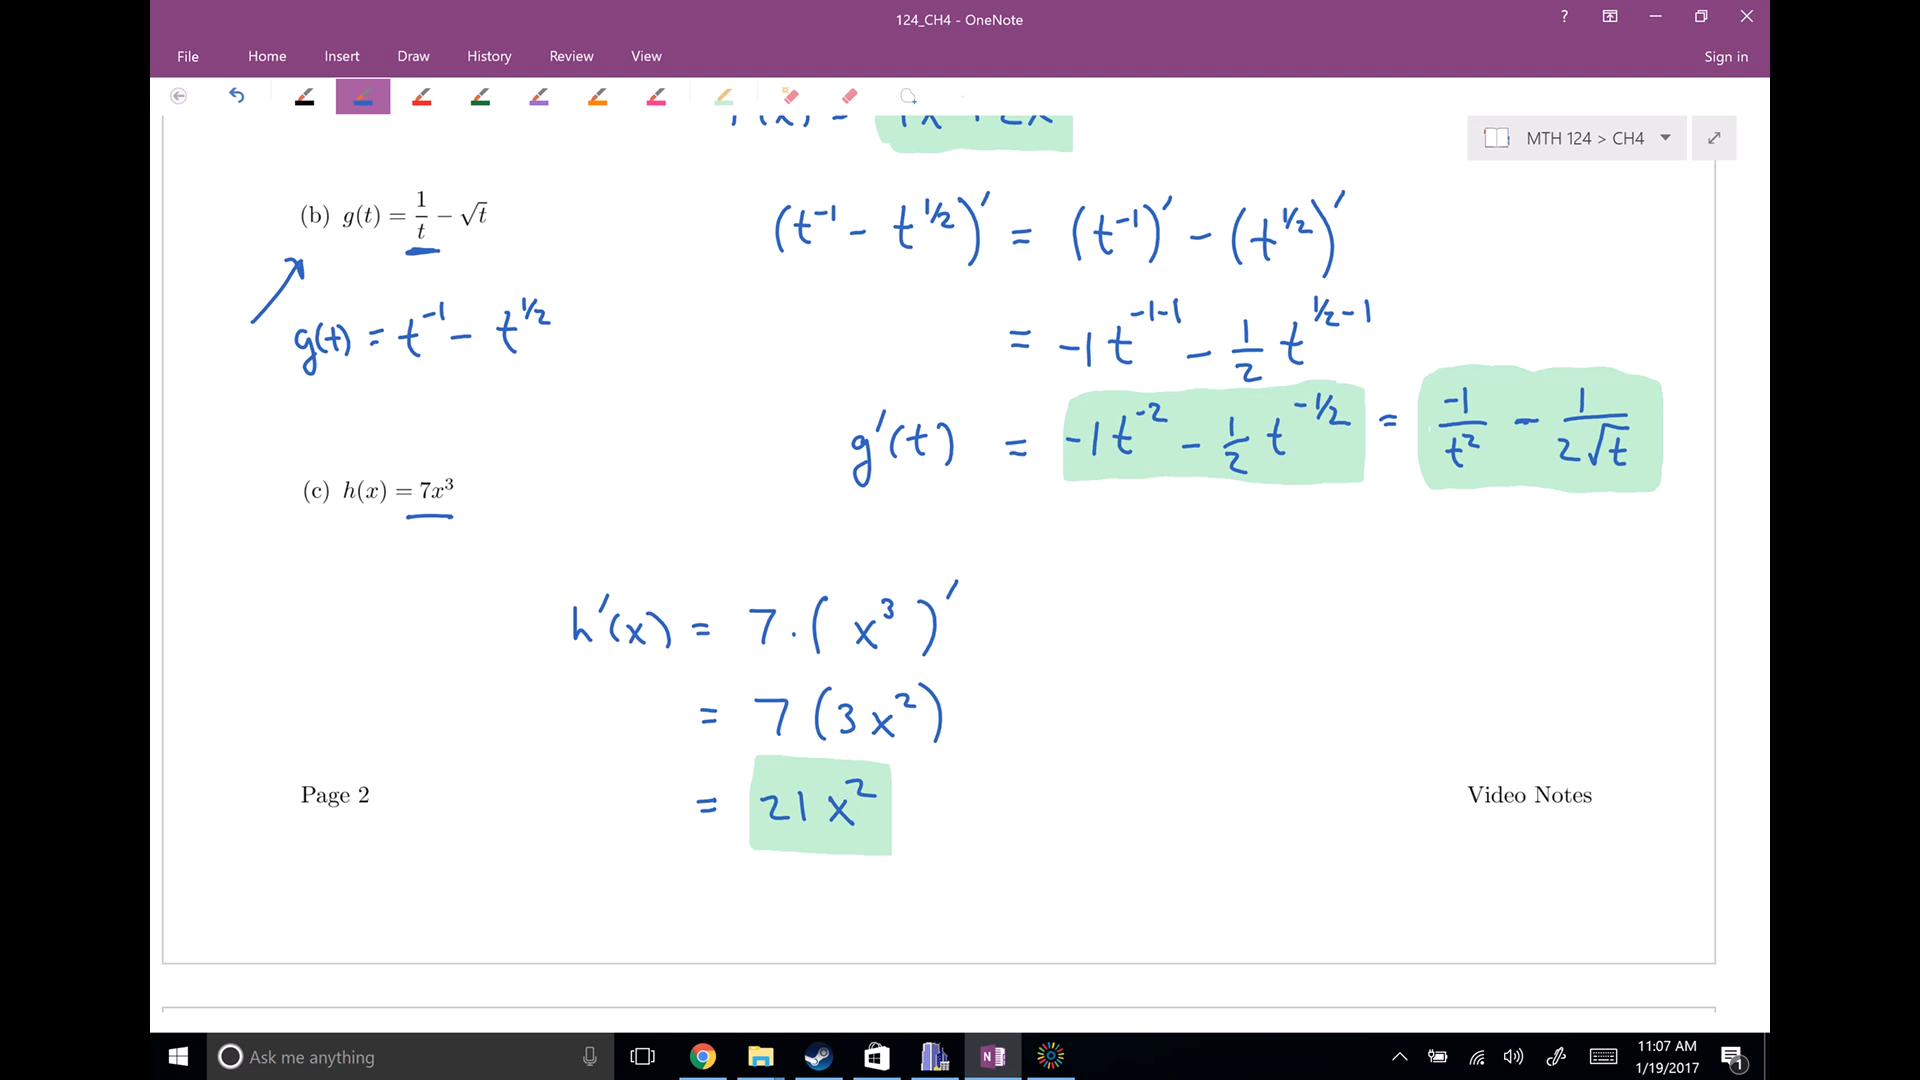 124_CH4 - OneNote
?
File Home Insert Draw History Review View Sign in
MTH 124 > CH4
(b) g(t) = 1/t − √t
(t⁻¹ − t^{1/2})' = (t⁻¹)' − (t^{1/2})'
g(t) = t⁻¹ − t^{1/2}
= −1 t^{−1−1} − 1/2 t^{1/2−1}
g'(t) = −1t⁻² − 1/2 t^{−1/2} = −1/t² − 1/(2√t)
(c) h(x) = 7x³
h'(x) = 7·(x³)'
= 7(3x²)
= 21x²
Page 2
Video Notes
Ask me anything
N
11:07 AM
1/19/2017
1